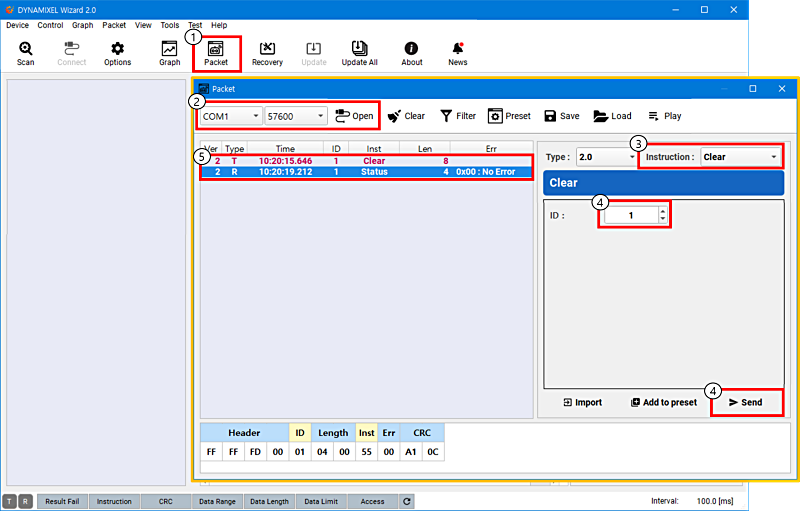 DYNAMIXEL Wizard 2.0
Device Control Graph Packet View Tools Test Help
1
Scan Connect Options Graph Packet Recovery Update Update All About News
Packet
2
COM1 57600 Open Clear Filter Preset Save Load Play
3
Ver Type Time ID Inst Len Err
Type : 2.0 Instruction : Clear
5
2 T 10:20:15.646 1 Clear 8
2 R 10:20:19.212 1 Status 4 0x00 : No Error
Clear
4
ID : 1
4
Import Add to preset Send
Header ID Length Inst Err CRC
FF FF FD 00 01 04 00 55 00 A1 0C
T R Result Fail Instruction CRC Data Range Data Length Data Limit Access Interval: 100.0 [ms]